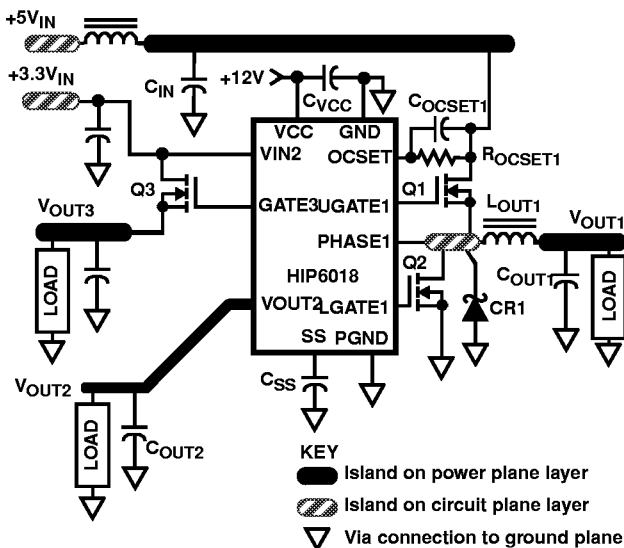 +5VIN
+3.3VIN
CIN
+12V
CVCC
COCSET1
VCC
GND
VIN2
OCSET
ROCSET1
Q3
GATE3
UGATE1
Q1
LOUT1
VOUT3
VOUT1
PHASE1
LOAD
HIP6018
Q2
COUT1
LOAD
VOUT2
LGATE1
CR1
SS
PGND
CSS
VOUT2
LOAD
COUT2
KEY
Island on power plane layer
Island on circuit plane layer
Via connection to ground plane